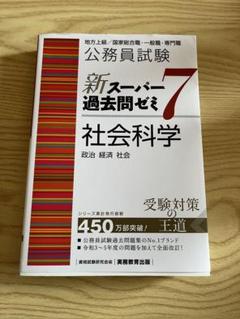 地方上級／国家総合職・一般職・専門職
公務員試験
新スーパー
過去問ゼミ7
社会科学
政治 経済 社会
受験対策
の
王道
シリーズ累計発行部数
450万部突破!
■公務員試験過去問題集のNo.1ブランド
■令和3～5年度の問題を加えて全面改訂!
資格試験研究会編
実務教育出版